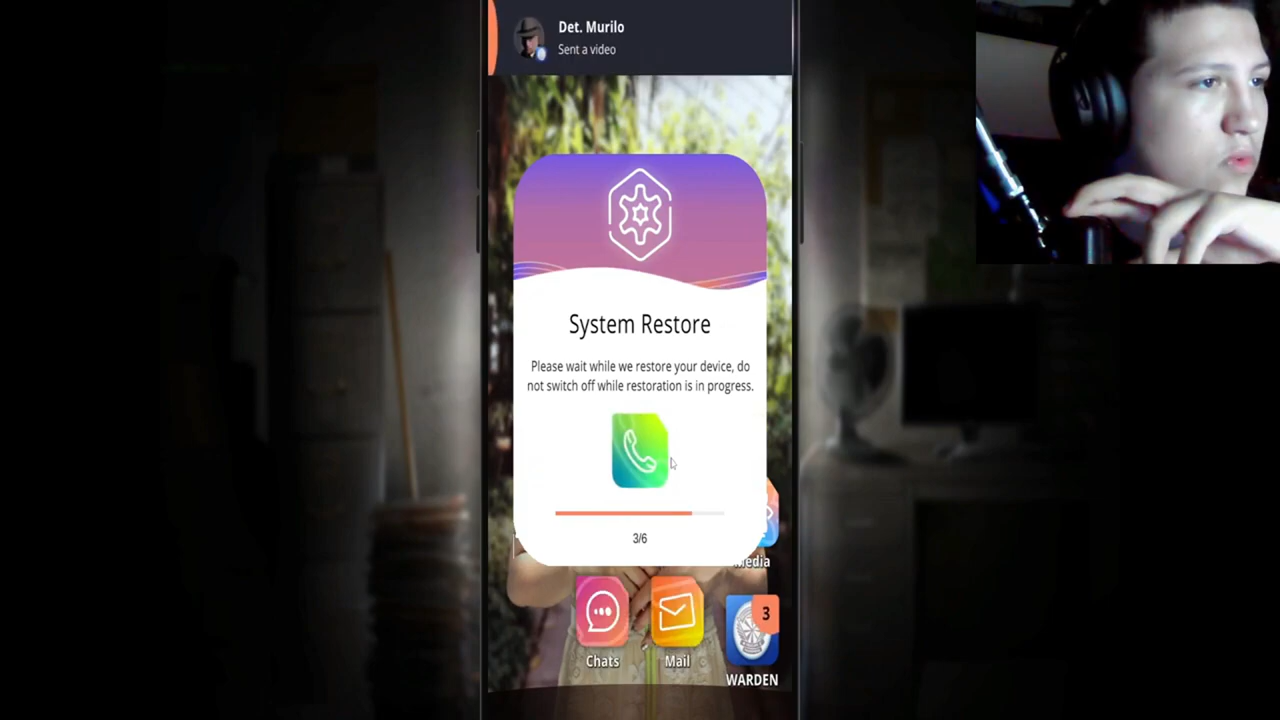 Det. Murilo
Sent a video
System Restore
Please wait while we restore your device, do
not switch off while restoration is in progress.
3/6
Media
3
Chats
Mail
WARDEN